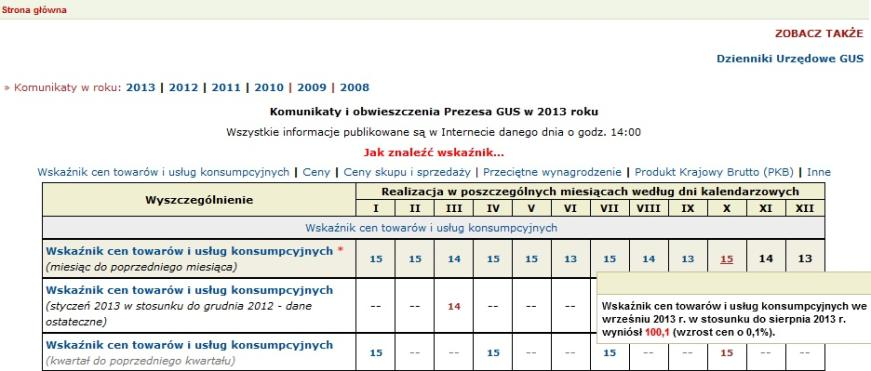 Strona główna
ZOBACZ TAKŻE
Dzienniki Urzędowe GUS
» Komunikaty w roku: 2013 | 2012 | 2011 | 2010 | 2009 | 2008
Komunikaty i obwieszczenia Prezesa GUS w 2013 roku
Wszystkie informacje publikowane są w Internecie danego dnia o godz. 14:00
Jak znaleźć wskaźnik...
Wskaźnik cen towarów i usług konsumpcyjnych | Ceny | Ceny skupu i sprzedaży | Przeciętne wynagrodzenie | Produkt Krajowy Brutto (PKB) | Inne
Wyszczególnienie
Realizacja w poszczególnych miesiącach według dni kalendarzowych
I II III IV V VI VII VIII IX X XI XII
Wskaźnik cen towarów i usług konsumpcyjnych
Wskaźnik cen towarów i usług konsumpcyjnych *
(miesiąc do poprzedniego miesiąca)
15 15 14 15 15 13 15 14 13 15 14 13
Wskaźnik cen towarów i usług konsumpcyjnych
(styczeń 2013 w stosunku do grudnia 2012 - dane
ostateczne)
-- -- 14 -- -- --
Wskaźnik cen towarów i usług konsumpcyjnych we
wrześniu 2013 r. w stosunku do sierpnia 2013 r.
wyniósł 100,1 (wzrost cen o 0,1%).
Wskaźnik cen towarów i usług konsumpcyjnych
(kwartał do poprzedniego kwartału)
15 -- -- 15 -- -- 15 -- -- 15 -- --